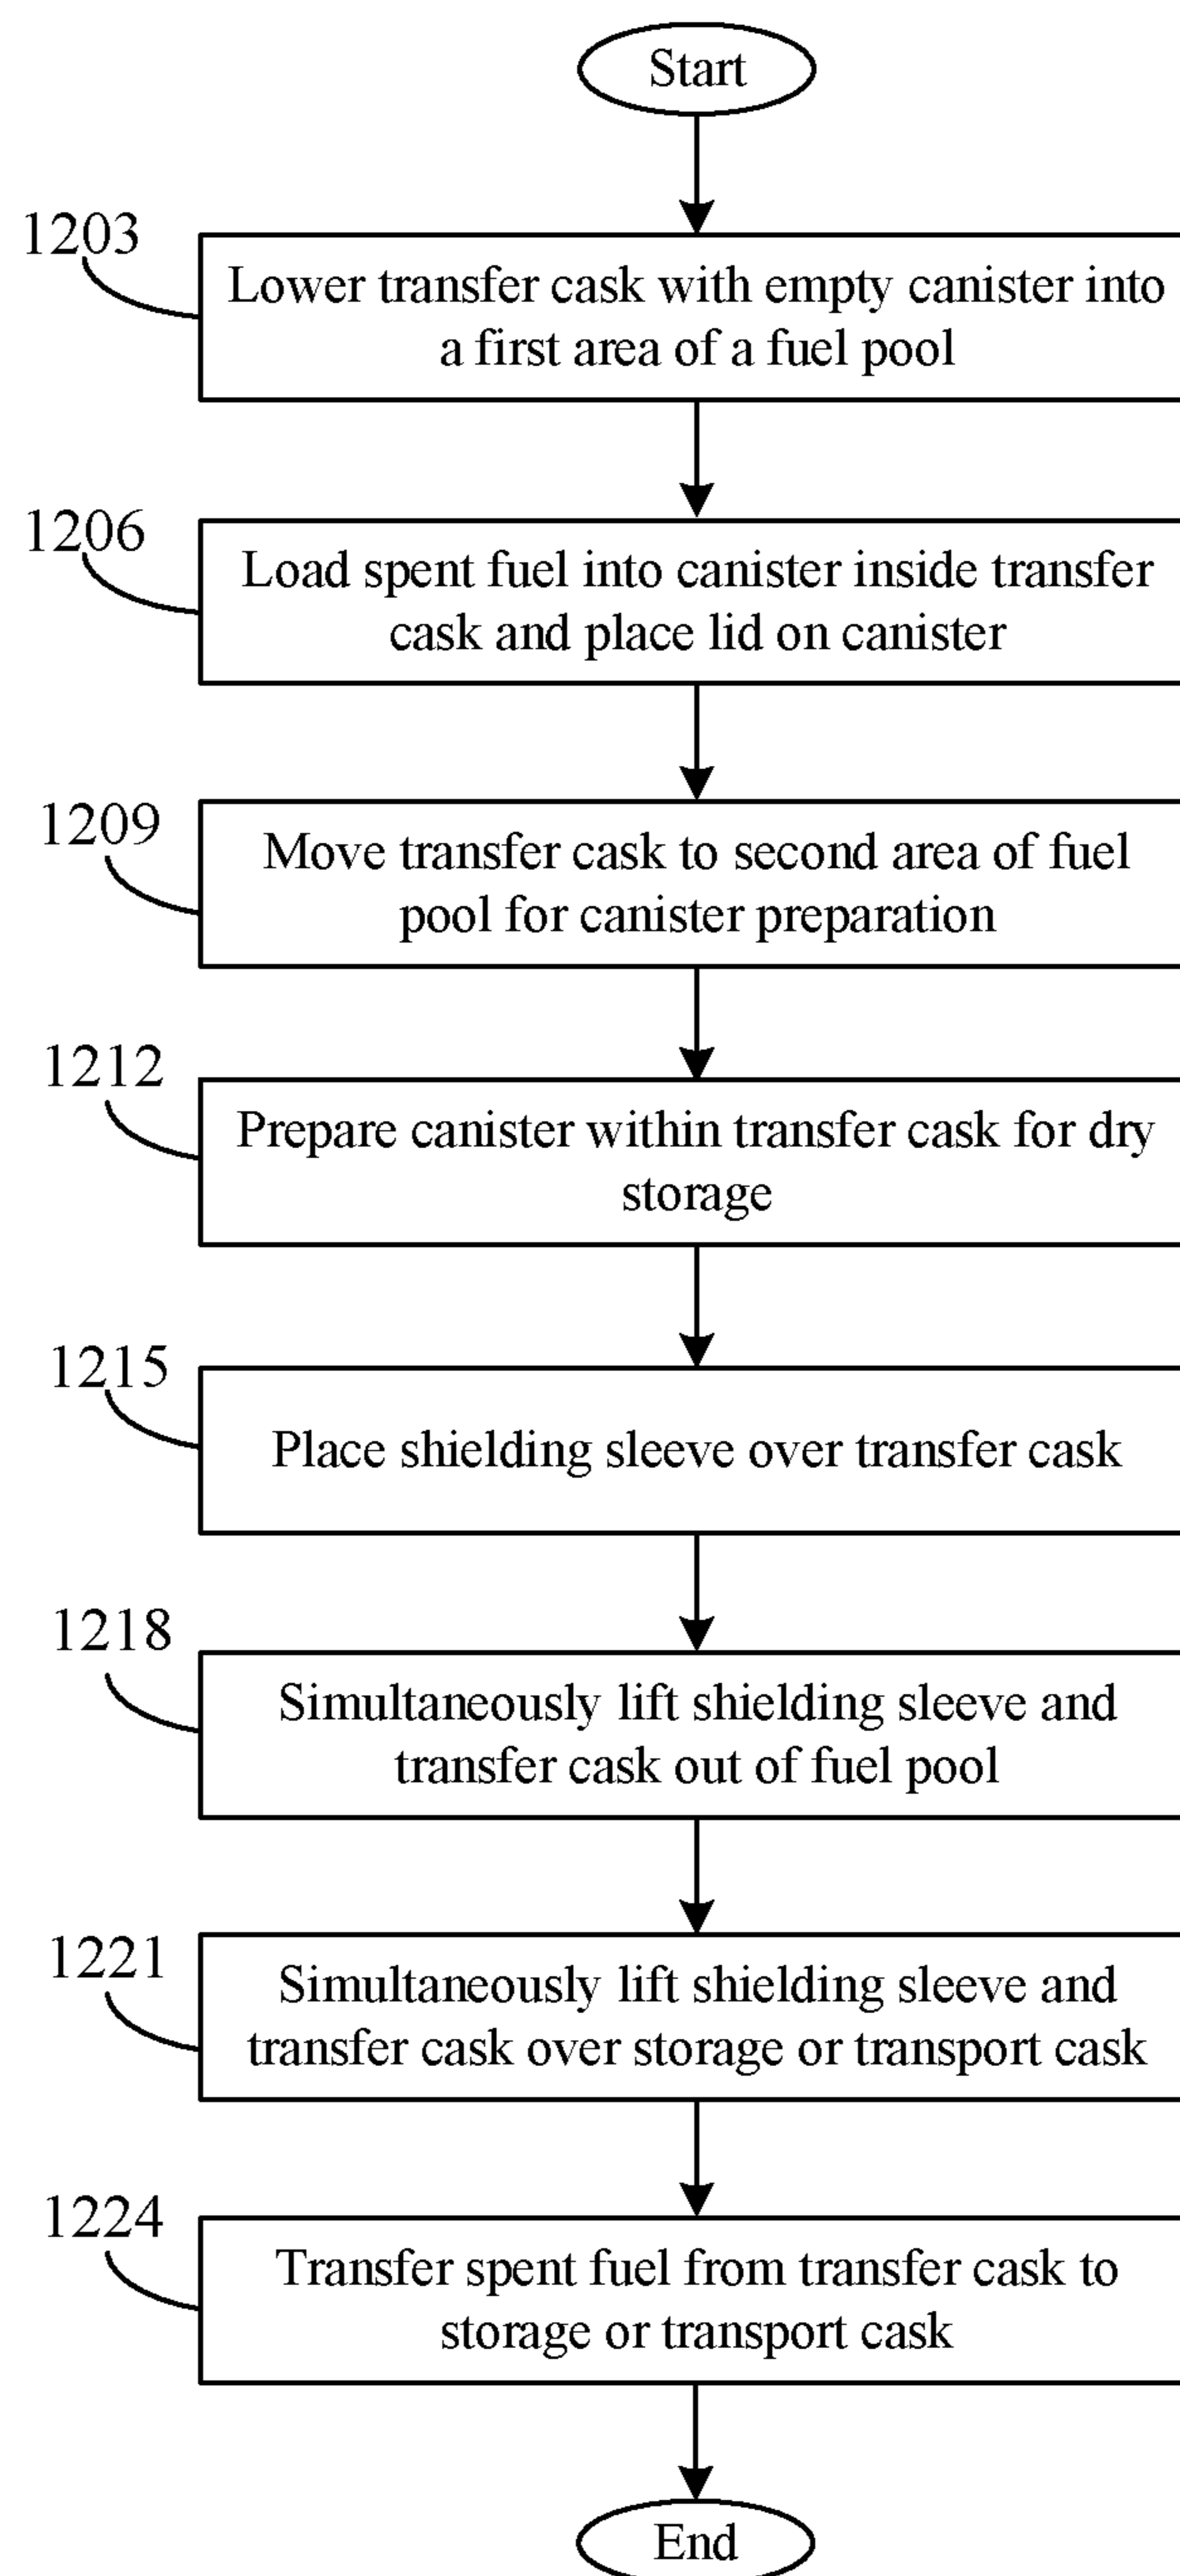 Start
1203
Lower transfer cask with empty canister into
a first area of a fuel pool
1206
Load spent fuel into canister inside transfer
cask and place lid on canister
1209
Move transfer cask to second area of fuel
pool for canister preparation
1212
Prepare canister within transfer cask for dry
storage
1215
Place shielding sleeve over transfer cask
1218
Simultaneously lift shielding sleeve and
transfer cask out of fuel pool
1221
Simultaneously lift shielding sleeve and
transfer cask over storage or transport cask
1224
Transfer spent fuel from transfer cask to
storage or transport cask
End